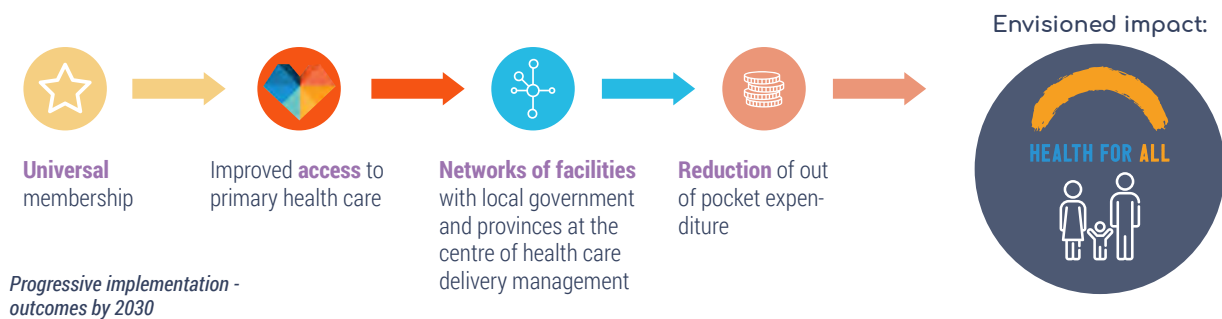 Envisioned impact:
HEALTH FOR ALL
Universal
membership
Improved access to
primary health care
Networks of facilities
with local government
and provinces at the
centre of health care
delivery management
Reduction of out
of pocket expen-
diture
Progressive implementation -
outcomes by 2030